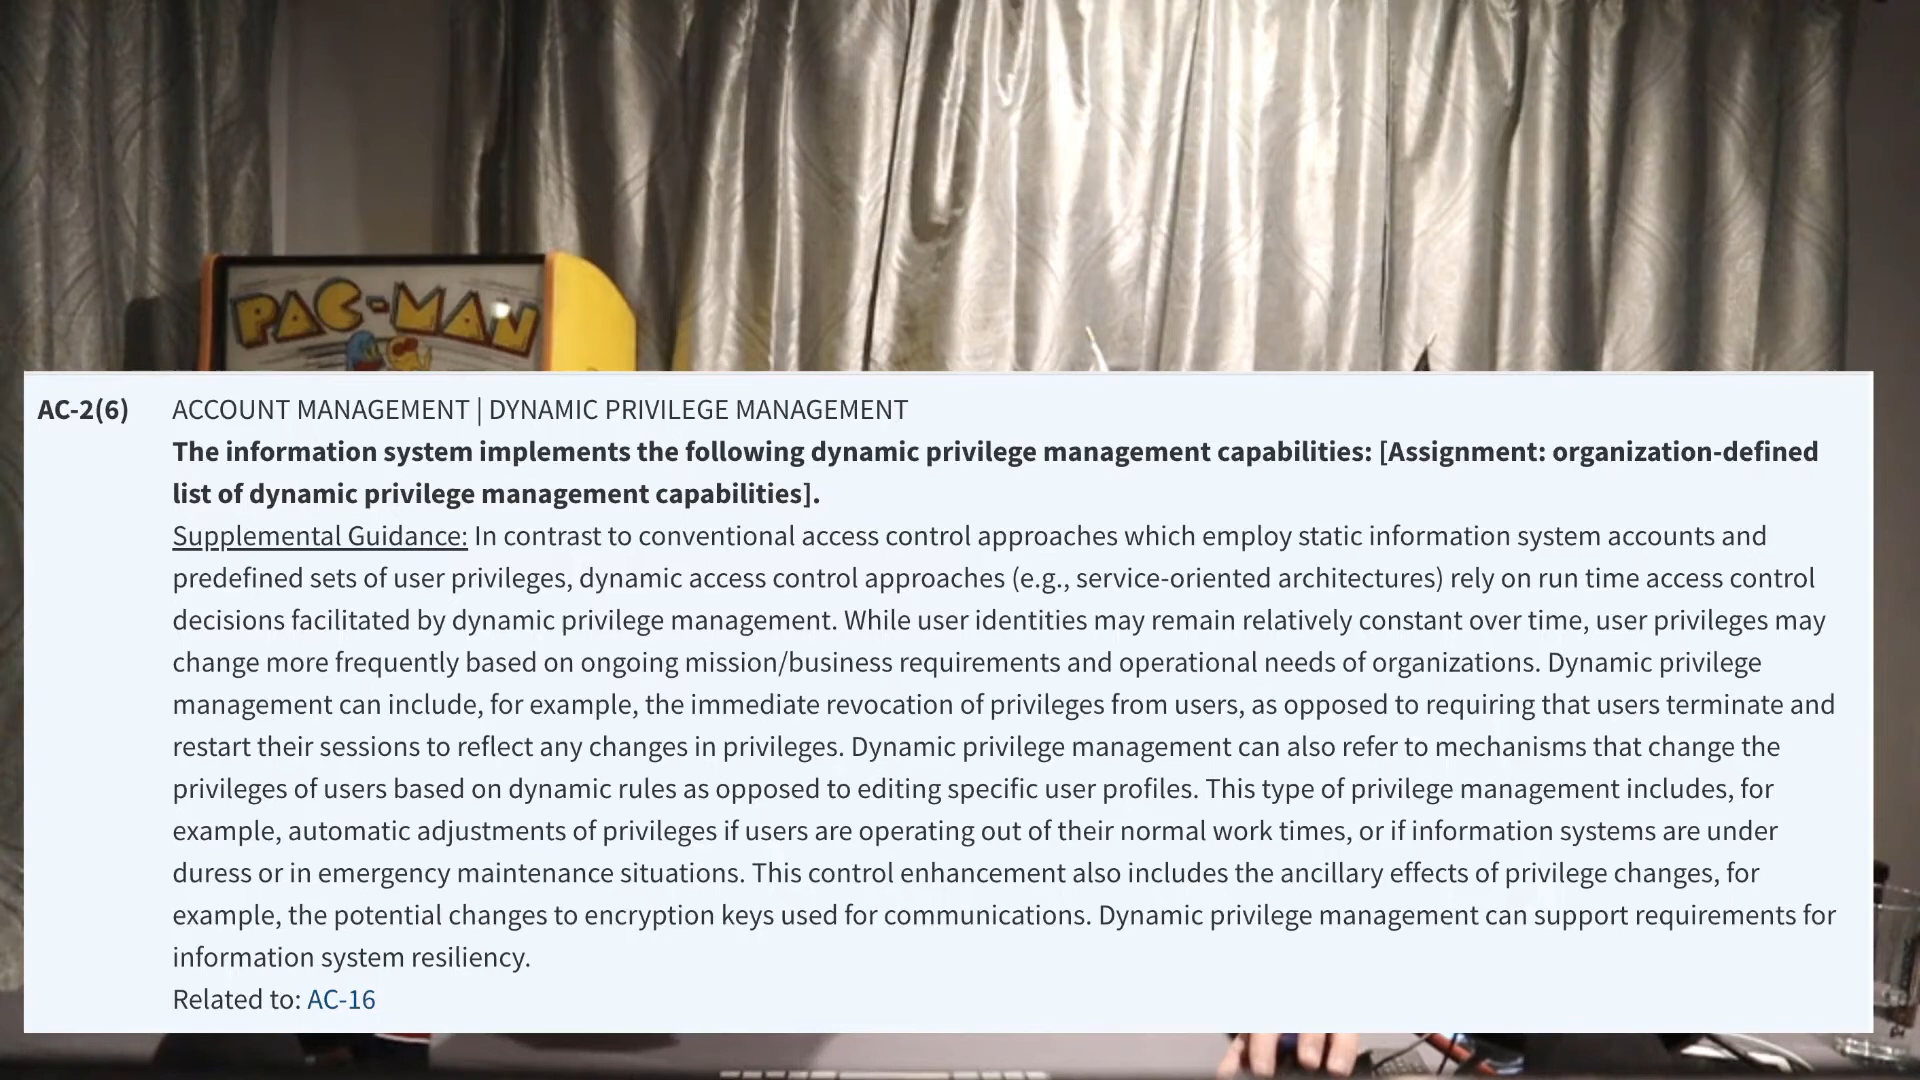 PAC-MAN
AC-2(6) ACCOUNT MANAGEMENT | DYNAMIC PRIVILEGE MANAGEMENT
The information system implements the following dynamic privilege management capabilities: [Assignment: organization-defined
list of dynamic privilege management capabilities].
Supplemental Guidance: In contrast to conventional access control approaches which employ static information system accounts and
predefined sets of user privileges, dynamic access control approaches (e.g., service-oriented architectures) rely on run time access control
decisions facilitated by dynamic privilege management. While user identities may remain relatively constant over time, user privileges may
change more frequently based on ongoing mission/business requirements and operational needs of organizations. Dynamic privilege
management can include, for example, the immediate revocation of privileges from users, as opposed to requiring that users terminate and
restart their sessions to reflect any changes in privileges. Dynamic privilege management can also refer to mechanisms that change the
privileges of users based on dynamic rules as opposed to editing specific user profiles. This type of privilege management includes, for
example, automatic adjustments of privileges if users are operating out of their normal work times, or if information systems are under
duress or in emergency maintenance situations. This control enhancement also includes the ancillary effects of privilege changes, for
example, the potential changes to encryption keys used for communications. Dynamic privilege management can support requirements for
information system resiliency.
Related to: AC-16